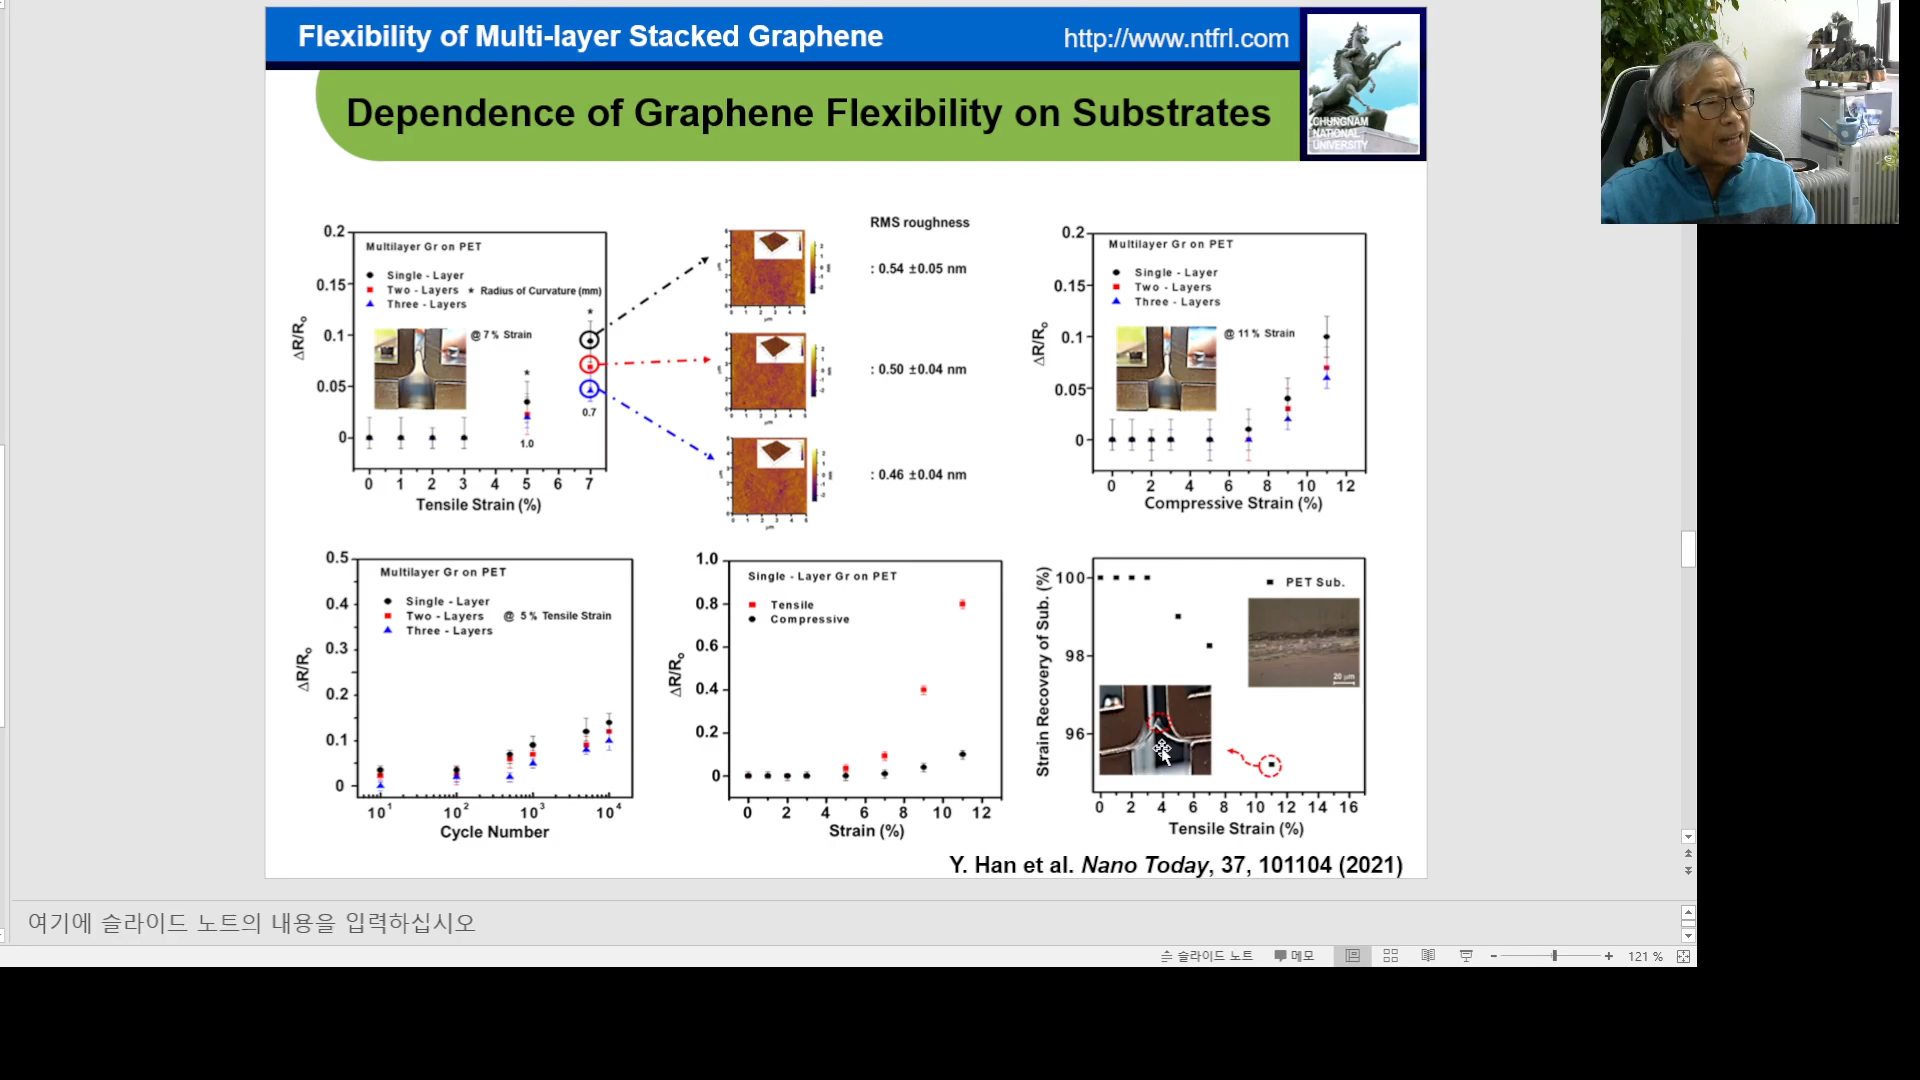 Flexibility of Multi-layer Stacked Graphene
http://www.ntfrl.com
CHUNGNAM
NATIONAL
UNIVERSITY
Dependence of Graphene Flexibility on Substrates
0.2
0.15
0.1
0.05
0
ΔR/Ro
Multilayer Gr on PET
Single - Layer
Two - Layers * Radius of Curvature (mm)
Three - Layers
@ 7 % Strain
*
*
0.7
1.0
0 1 2 3 4 5 6 7
Tensile Strain (%)
RMS roughness
: 0.54 ±0.05 nm
: 0.50 ±0.04 nm
: 0.46 ±0.04 nm
0.2
0.15
0.1
0.05
0
ΔR/Ro
Multilayer Gr on PET
Single - Layer
Two - Layers
Three - Layers
@ 11 % Strain
0 2 4 6 8 10 12
Compressive Strain (%)
0.5
0.4
0.3
0.2
0.1
0
ΔR/Ro
Multilayer Gr on PET
Single - Layer
Two - Layers @ 5 % Tensile Strain
Three - Layers
10¹ 10² 10³ 10⁴
Cycle Number
1.0
0.8
0.6
0.4
0.2
0
ΔR/Ro
Single - Layer Gr on PET
Tensile
Compressive
0 2 4 6 8 10 12
Strain (%)
100
98
96
Strain Recovery of Sub. (%)
PET Sub.
20 μm
0 2 4 6 8 10 12 14 16
Tensile Strain (%)
Y. Han et al. Nano Today, 37, 101104 (2021)
여기에 슬라이드 노트의 내용을 입력하십시오
슬라이드 노트 메모 121 %